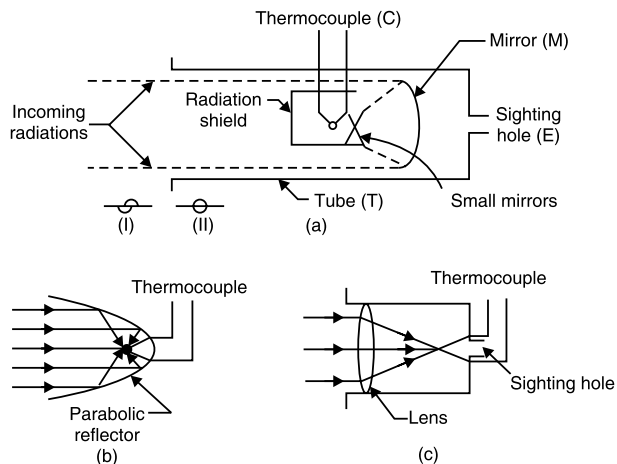 Thermocouple (C)
Mirror (M)
Incoming
radiations
Radiation
shield
Sighting
hole (E)
Small mirrors
Tube (T)
(I)
(II)
(a)
Thermocouple
Parabolic
reflector
(b)
Thermocouple
Sighting hole
Lens
(c)